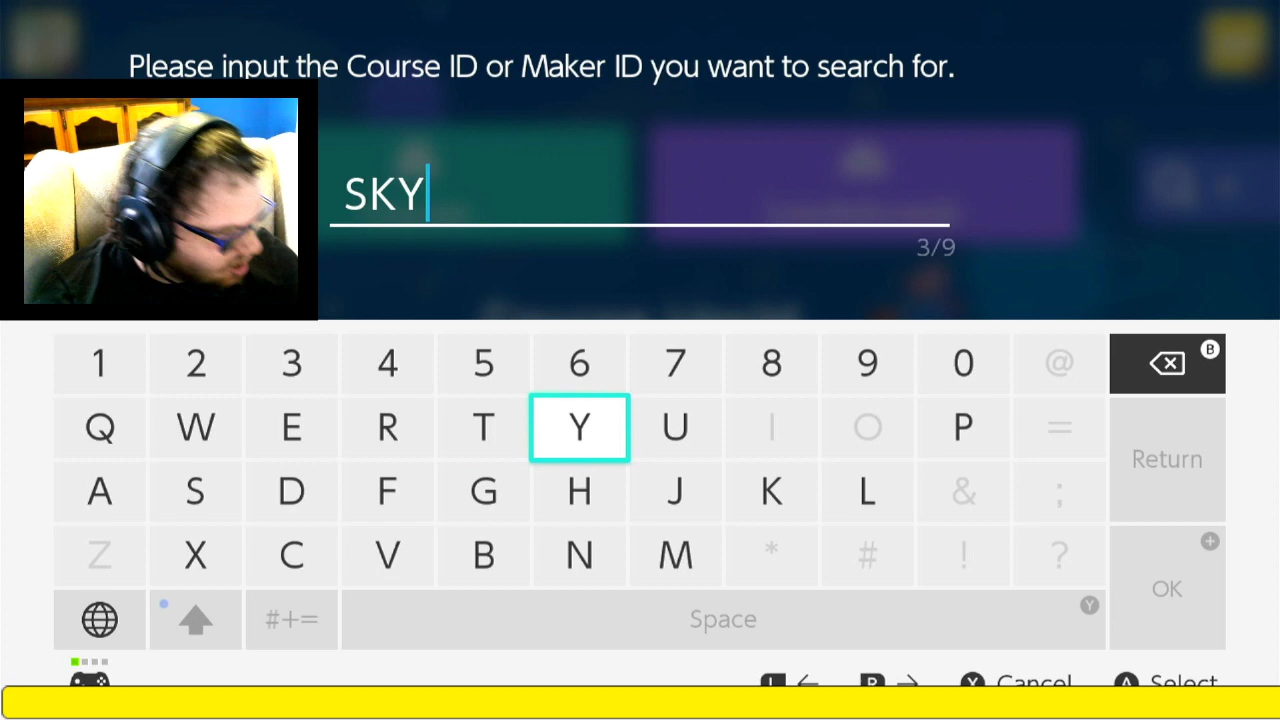 Please input the Course ID or Maker ID you want to search for.
SKY
3/9
1 2 3 4 5 6 7 8 9 0 @ B
Q W E R T Y U I O P = Return
A S D F G H J K L & ;
Z X C V B N M * # ! ? + OK
#+= Space Y
L ← R → X Cancel A Select